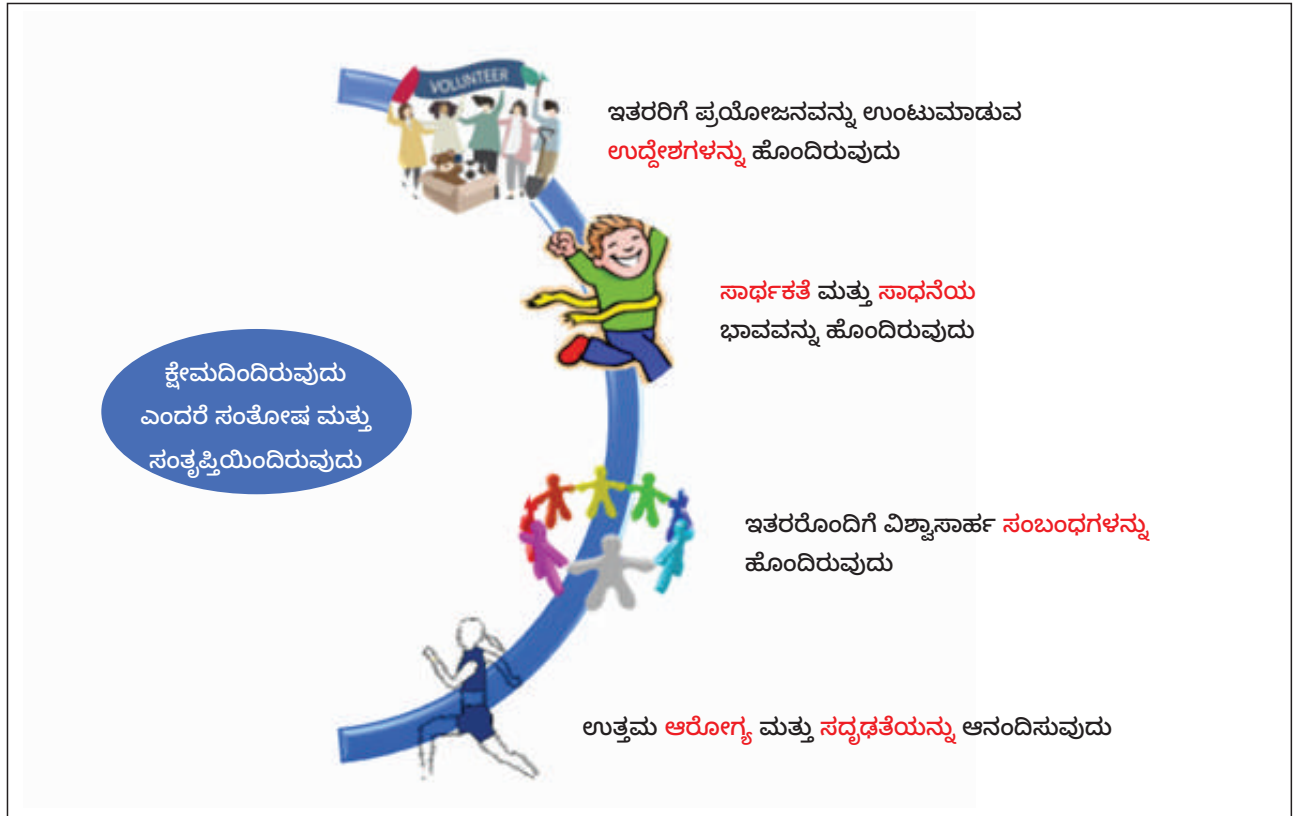 VOLUNTEER
ಇತರರಿಗೆ ಪ್ರಯೋಜನವನ್ನು ಉಂಟುಮಾಡುವ
ಉದ್ದೇಶಗಳನ್ನು ಹೊಂದಿರುವುದು
ಸಾರ್ಥಕತೆ ಮತ್ತು ಸಾಧನೆಯ
ಭಾವವನ್ನು ಹೊಂದಿರುವುದು
ಕ್ಷೇಮದಿಂದಿರುವುದು
ಎಂದರೆ ಸಂತೋಷ ಮತ್ತು
ಸಂತೃಪ್ತಿಯಿಂದಿರುವುದು
ಇತರರೊಂದಿಗೆ ವಿಶ್ವಾಸಾರ್ಹ ಸಂಬಂಧಗಳನ್ನು
ಹೊಂದಿರುವುದು
ಉತ್ತಮ ಆರೋಗ್ಯ ಮತ್ತು ಸದೃಢತೆಯನ್ನು ಆನಂದಿಸುವುದು